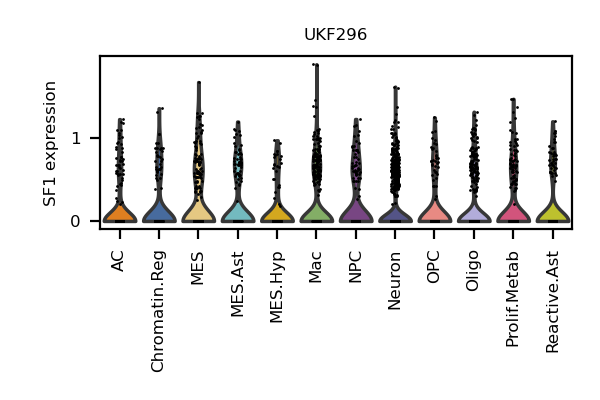 UKF296
SF1 expression
1
0
AC
Chromatin.Reg
MES
MES.Ast
MES.Hyp
Mac
NPC
Neuron
OPC
Oligo
Prolif.Metab
Reactive.Ast